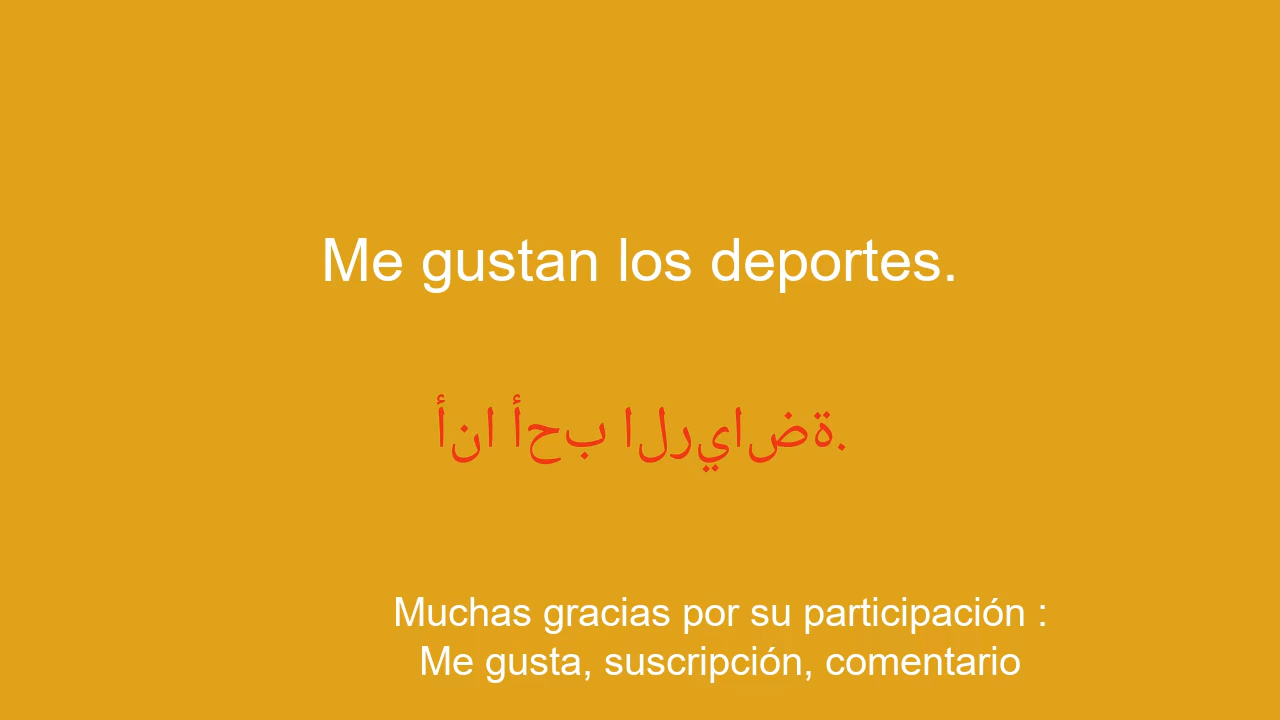 Me gustan los deportes.
أنا أحب الرياضة.
Muchas gracias por su participación :
Me gusta, suscripción, comentario